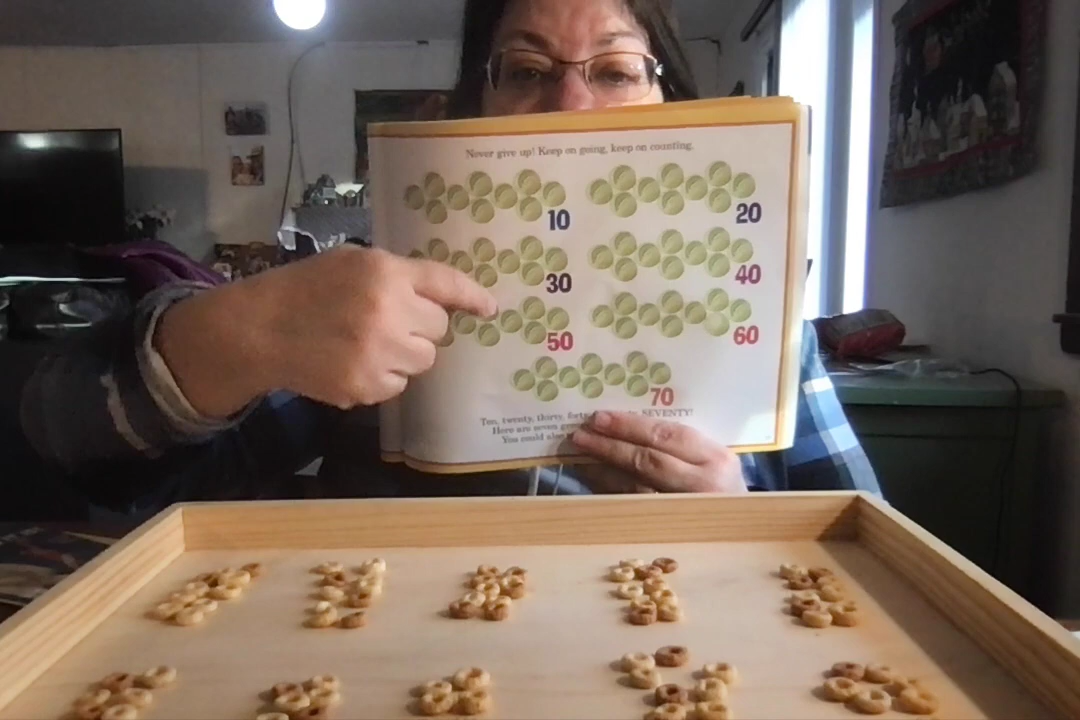 Never give up! Keep on going, keep on counting.
10
20
30
40
50
60
70
Ten, twenty, thirty, SEVENTY!
Here are seven
You could also